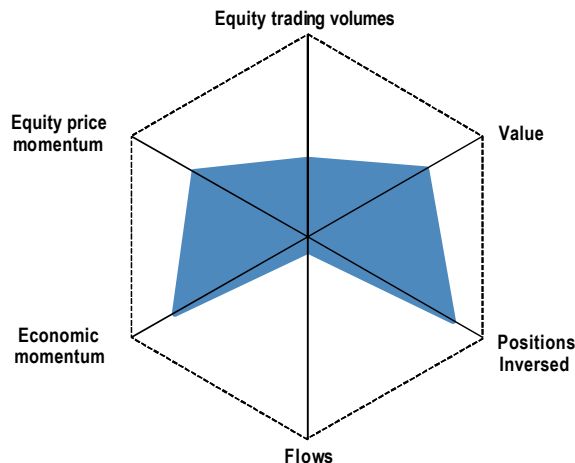 Equity trading volumes
Equity price
momentum
Value
Economic
momentum
Positions
Inversed
Flows